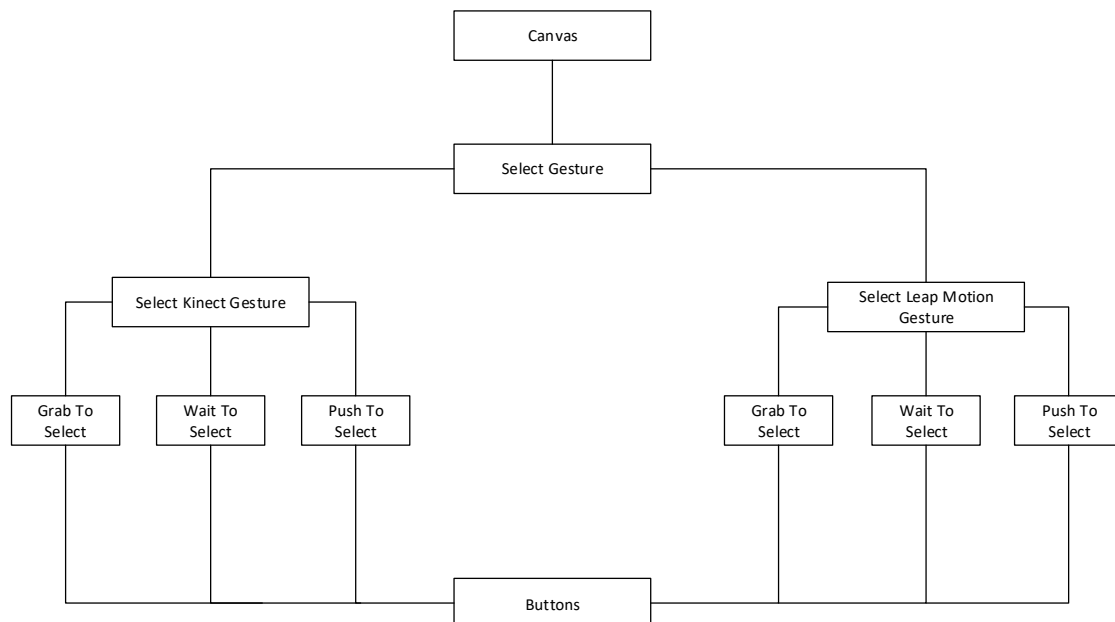 Canvas
Select Gesture
Select Kinect Gesture
Select Leap Motion
Gesture
Grab To
Select
Wait To
Select
Push To
Select
Grab To
Select
Wait To
Select
Push To
Select
Buttons